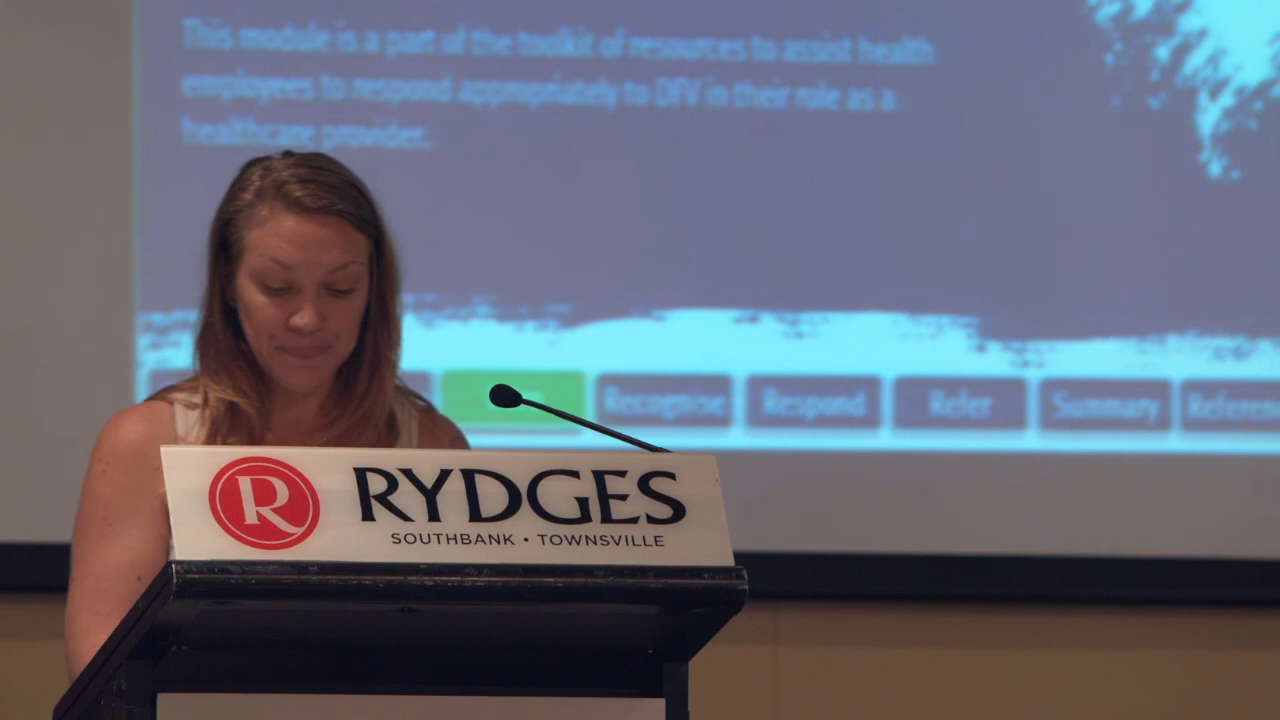 This module is a part of the toolkit of resources to assist health
employees to respond appropriately to DFV in their role as a
healthcare provider.
Recognise
Respond
Refer
Summary
Referen
R
RYDGES
SOUTHBANK • TOWNSVILLE